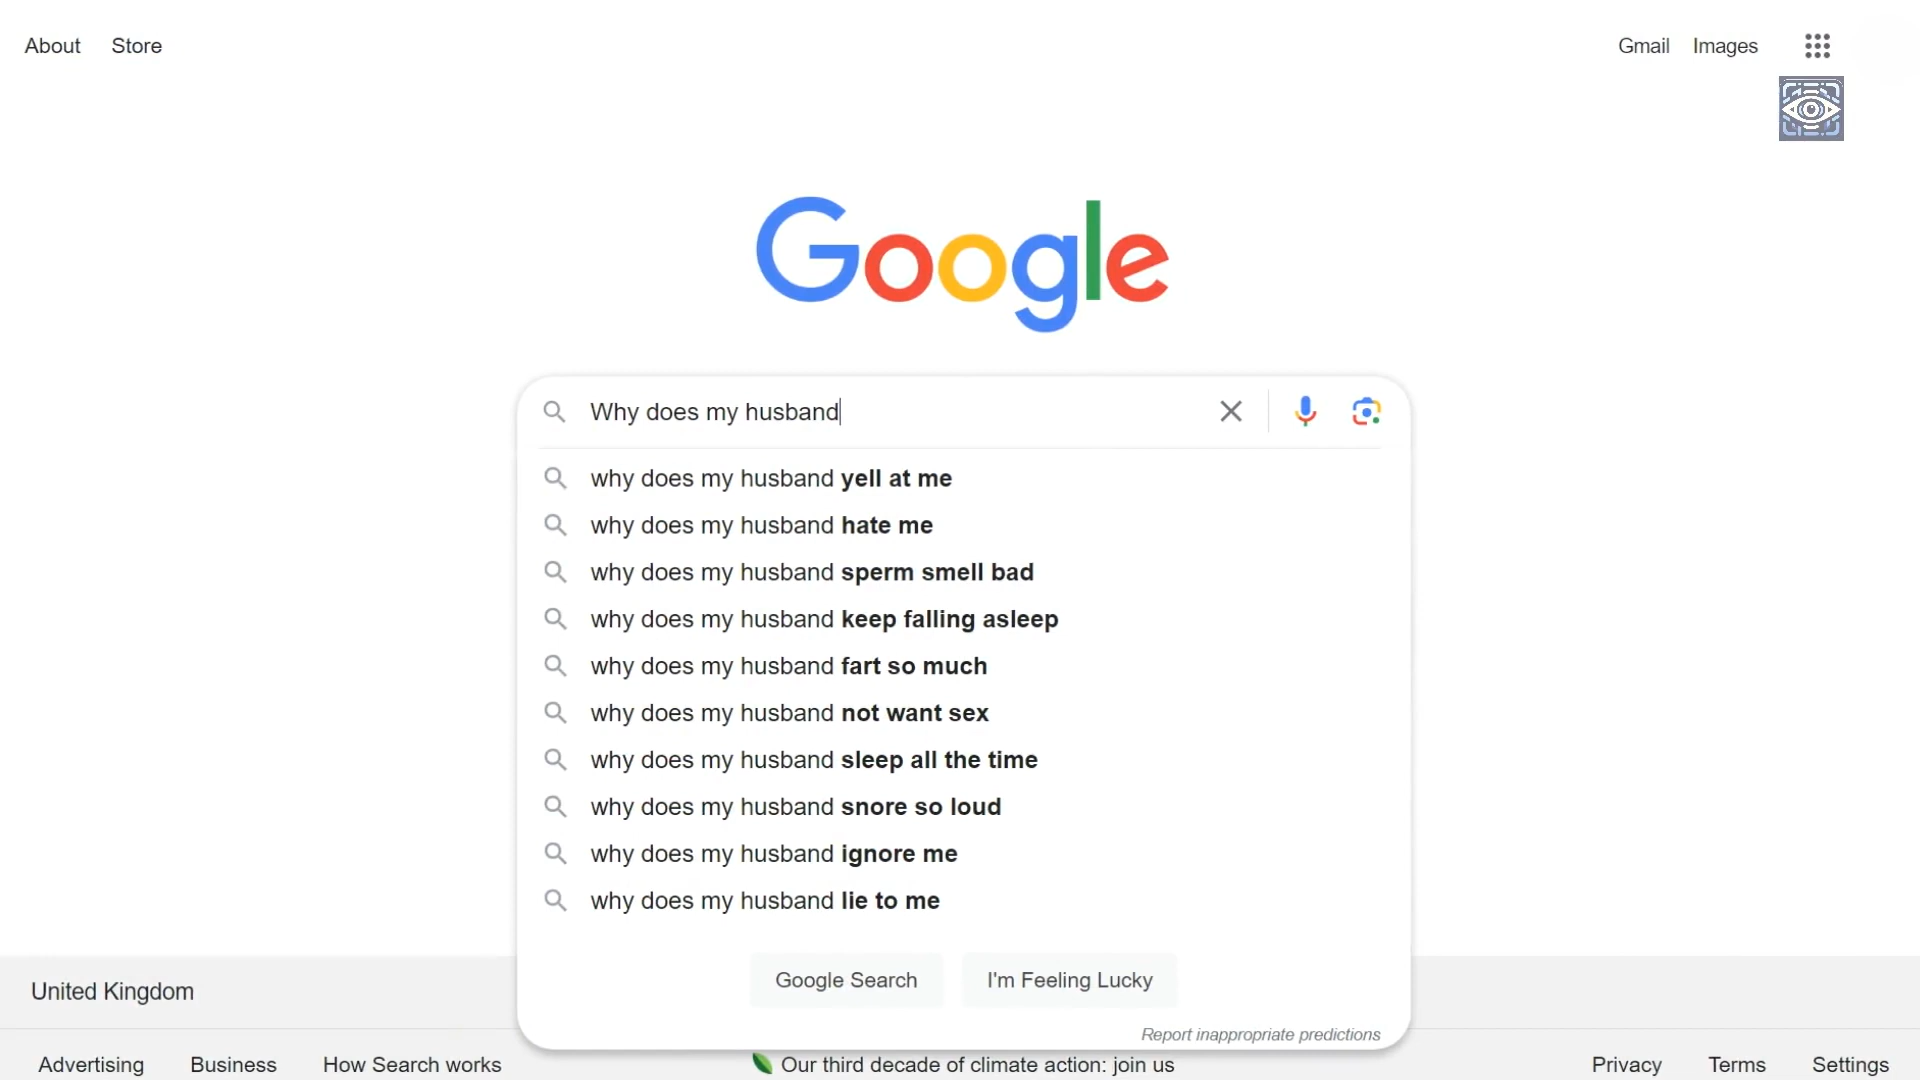 About Store
Gmail Images
Google
Why does my husband
why does my husband yell at me
why does my husband hate me
why does my husband sperm smell bad
why does my husband keep falling asleep
why does my husband fart so much
why does my husband not want sex
why does my husband sleep all the time
why does my husband snore so loud
why does my husband ignore me
why does my husband lie to me
Google Search I'm Feeling Lucky
Report inappropriate predictions
United Kingdom
Advertising Business How Search works Our third decade of climate action: join us Privacy Terms Settings